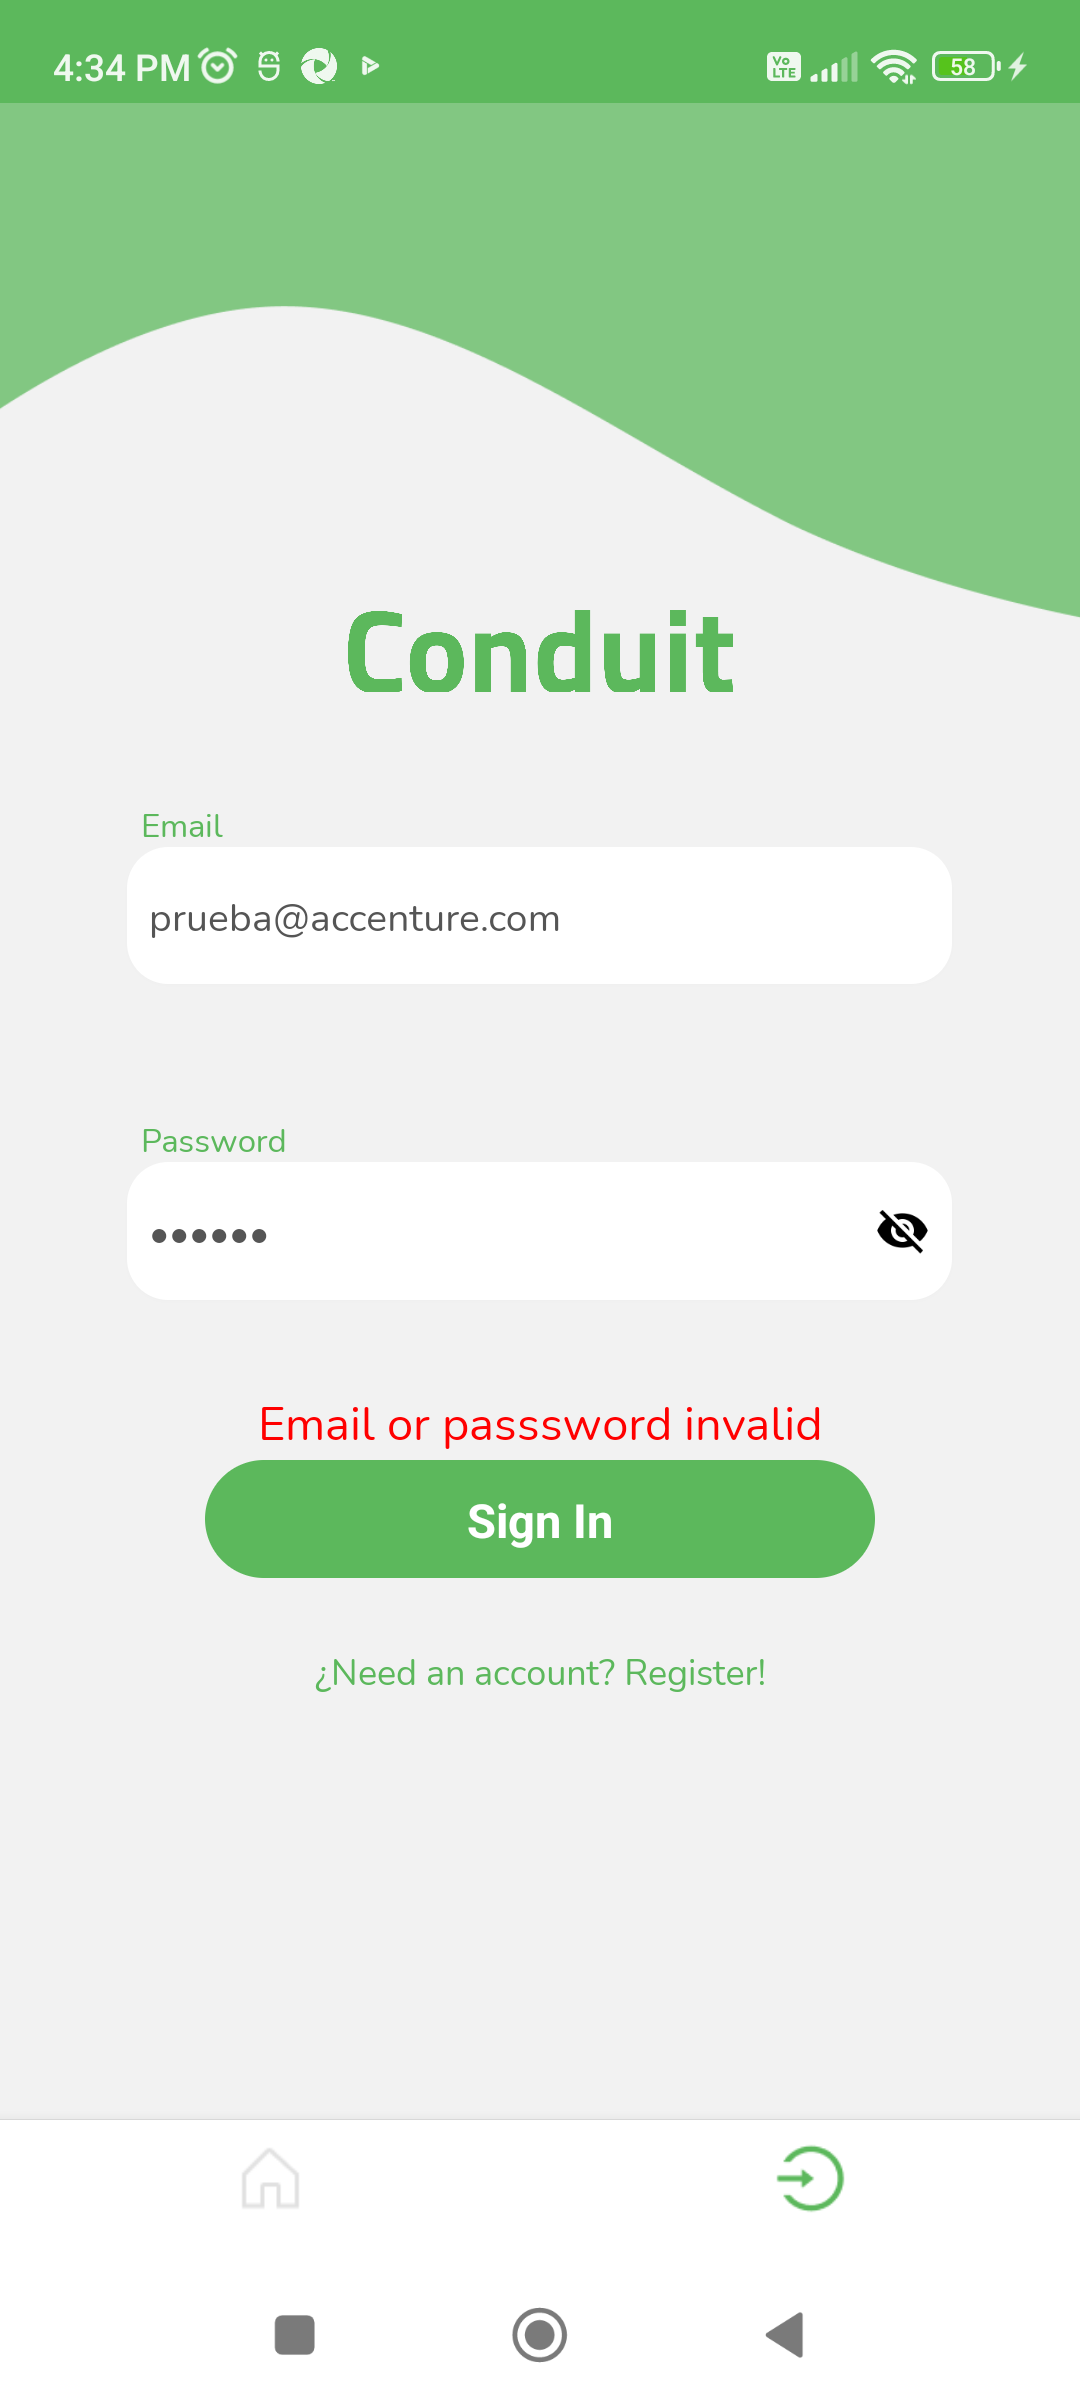 4:34 PM
Vo LTE
58
Conduit
Email
prueba@accenture.com
Password
Email or passsword invalid
Sign In
¿Need an account? Register!